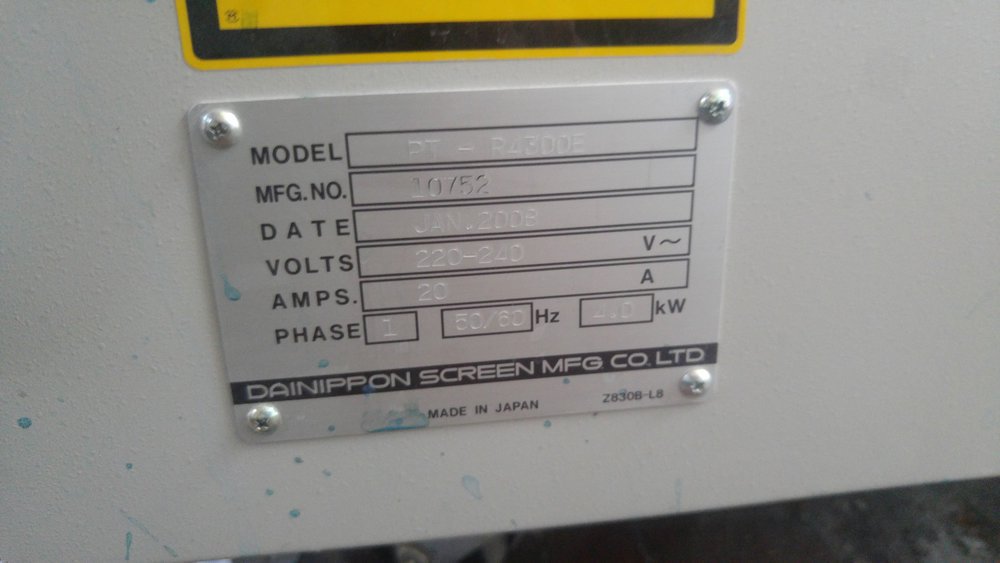 MODEL PT - R4300E
MFG.NO. 10752
DATE JAN.2008
VOLTS 220-240 V~
AMPS. 20 A
PHASE 1 50/60 Hz 4.0 kW
DAINIPPON SCREEN MFG CO. LTD
MADE IN JAPAN Z830B-L8